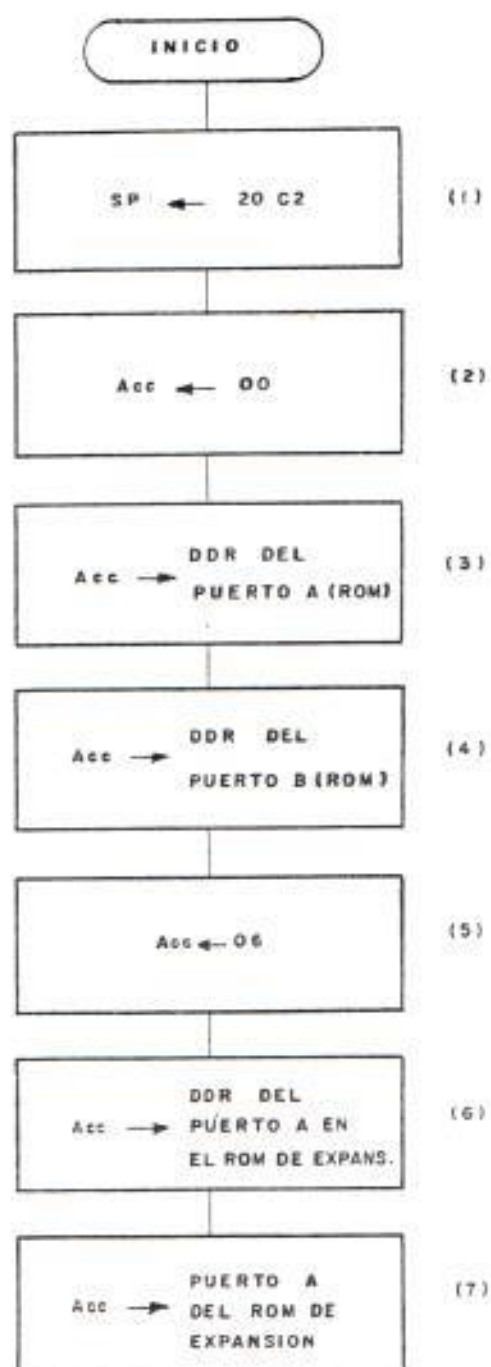 INICIO
SP ← 20 C2 (1)
Acc ← 00 (2)
DDR DEL
Acc → PUERTO A (ROM) (3)
DDR DEL
Acc → PUERTO B (ROM) (4)
Acc ← 06 (5)
DDR DEL
Acc → PUERTO A EN (6)
EL ROM DE EXPANS.
PUERTO A
Acc → DEL ROM DE (7)
EXPANSION